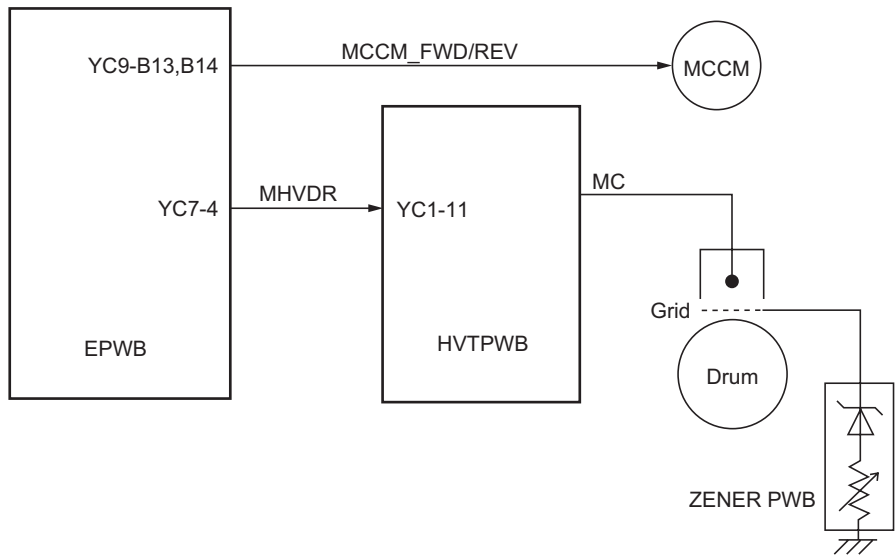 YC9-B13,B14
MCCM_FWD/REV
MCCM
YC7-4
MHVDR
YC1-11
MC
Grid
EPWB
HVTPWB
Drum
ZENER PWB